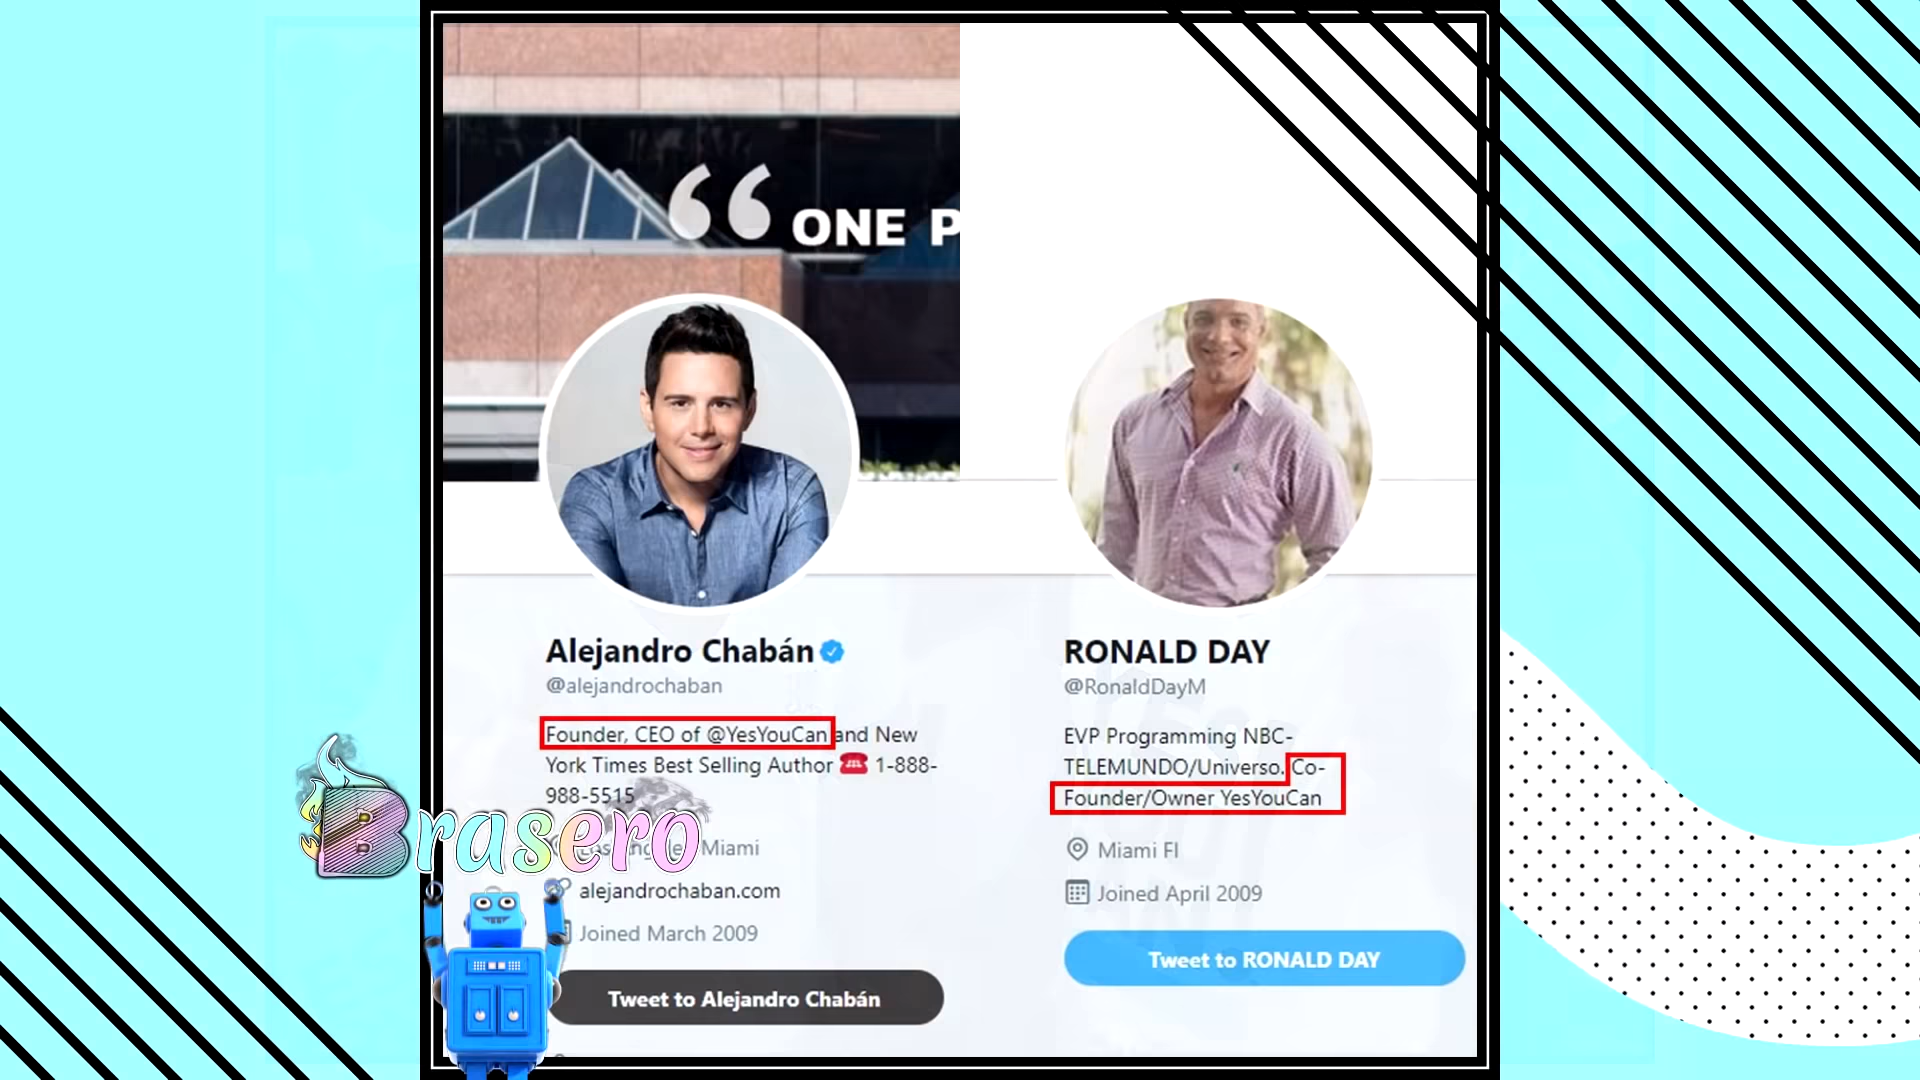 “ ONE P
Alejandro Chabán
@alejandrochaban
Founder, CEO of @YesYouCan and New
York Times Best Selling Author ☎ 1-888-
988-5515
Los Angeles, Miami
alejandrochaban.com
Joined March 2009
Tweet to Alejandro Chabán
RONALD DAY
@RonaldDayM
EVP Programming NBC-
TELEMUNDO/Universo. Co-
Founder/Owner YesYouCan
Miami Fl
Joined April 2009
Tweet to RONALD DAY
Brasero